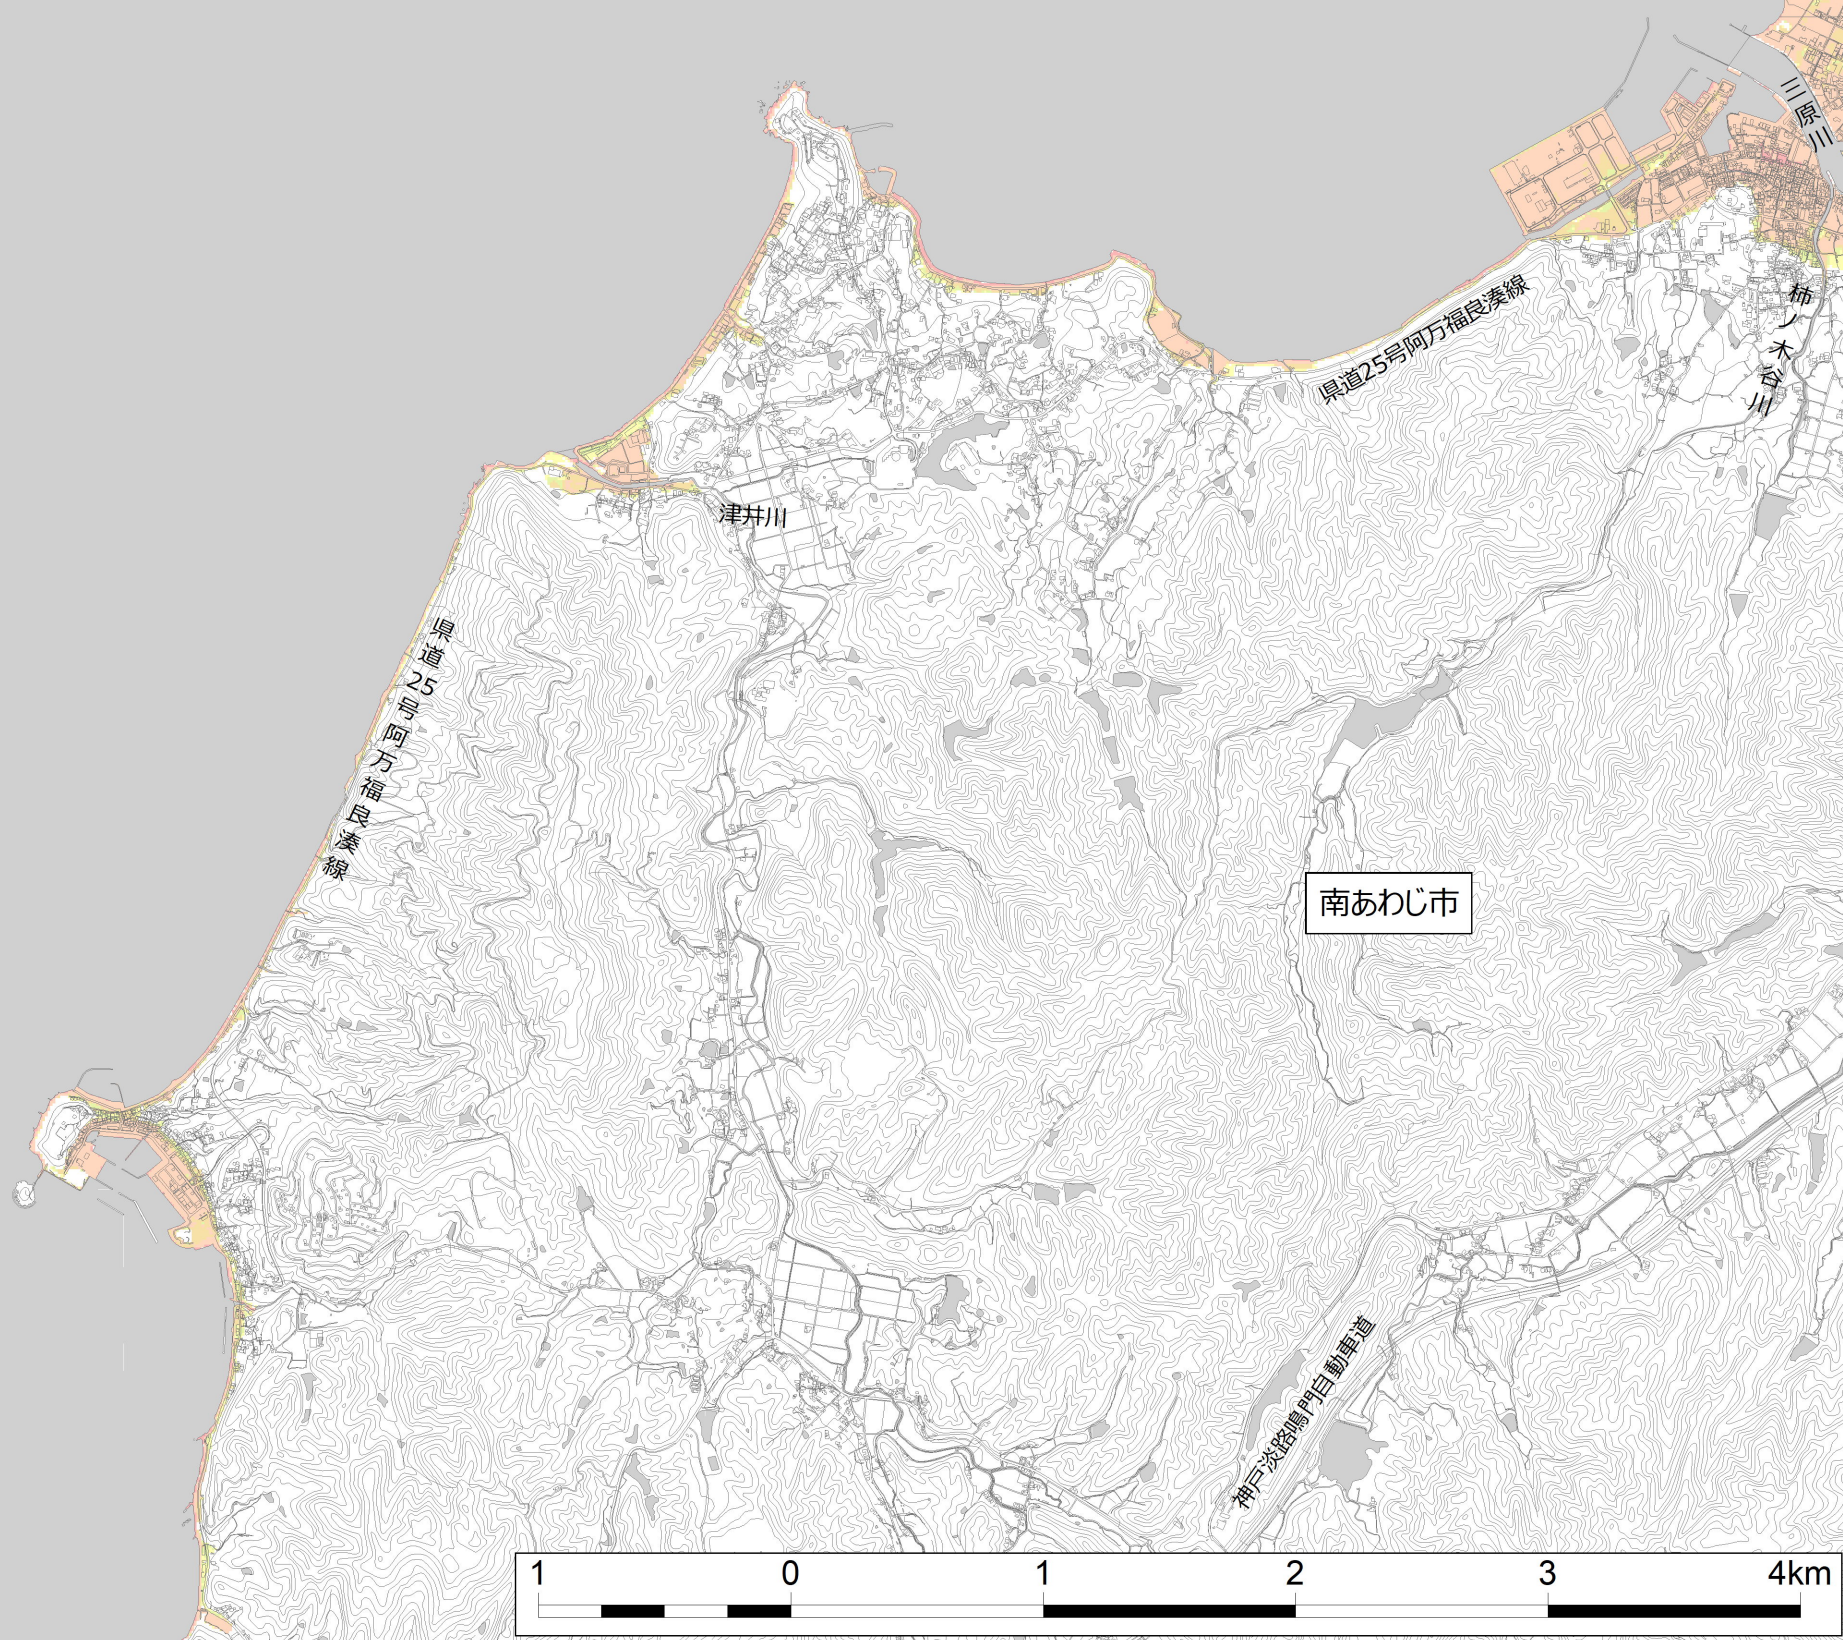 三原川
県道25号阿万福良湊線
柿ノ木谷川
津井川
県道25号阿万福良湊線
南あわじ市
神戸淡路鳴門自動車道
1 0 1 2 3 4km